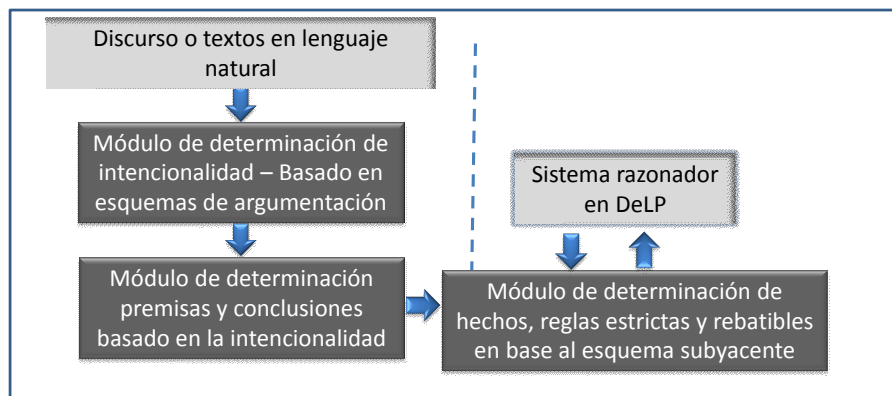 Discurso o textos en lenguaje
natural
Módulo de determinación de
intencionalidad – Basado en
esquemas de argumentación
Sistema razonador
en DeLP
Módulo de determinación
premisas y conclusiones
basado en la intencionalidad
Módulo de determinación de
hechos, reglas estrictas y rebatibles
en base al esquema subyacente